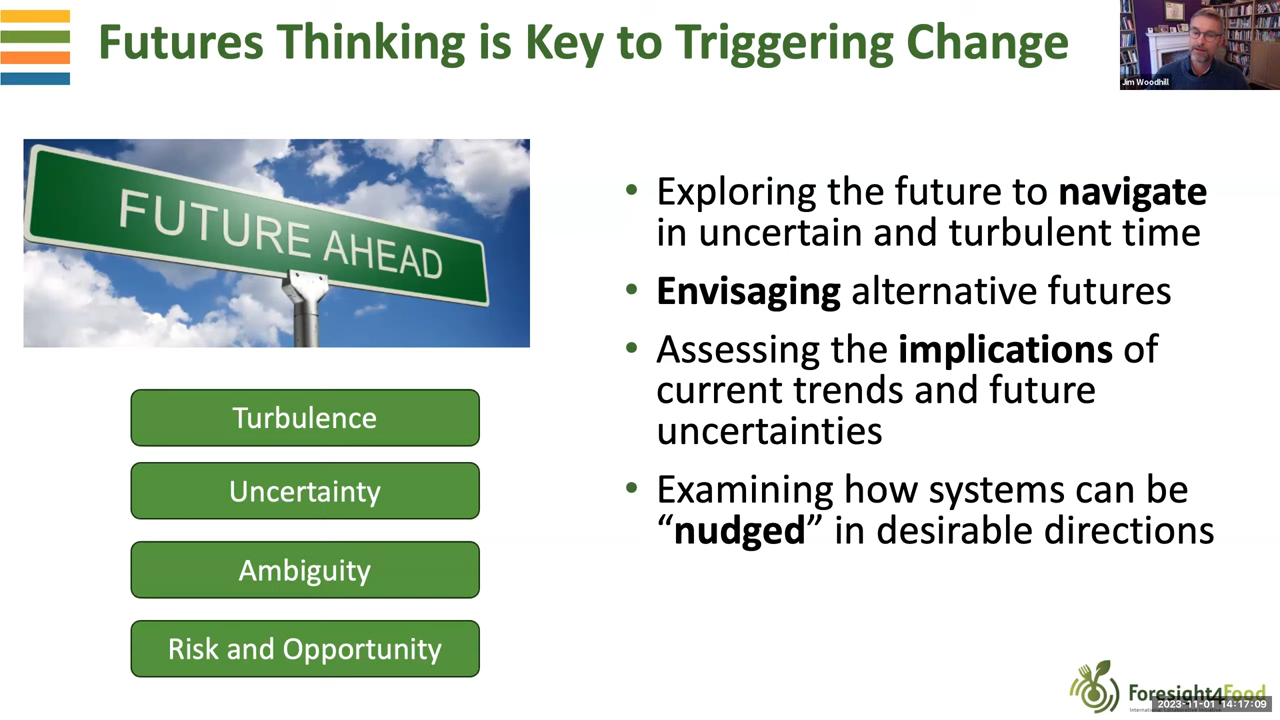 Futures Thinking is Key to Triggering Change
Jim Woodhill
FUTURE AHEAD
Turbulence
Uncertainty
Ambiguity
Risk and Opportunity
• Exploring the future to navigate
in uncertain and turbulent time
• Envisaging alternative futures
• Assessing the implications of
current trends and future
uncertainties
• Examining how systems can be
“nudged” in desirable directions
Foresight4Food
2023-11-01 14:17:09